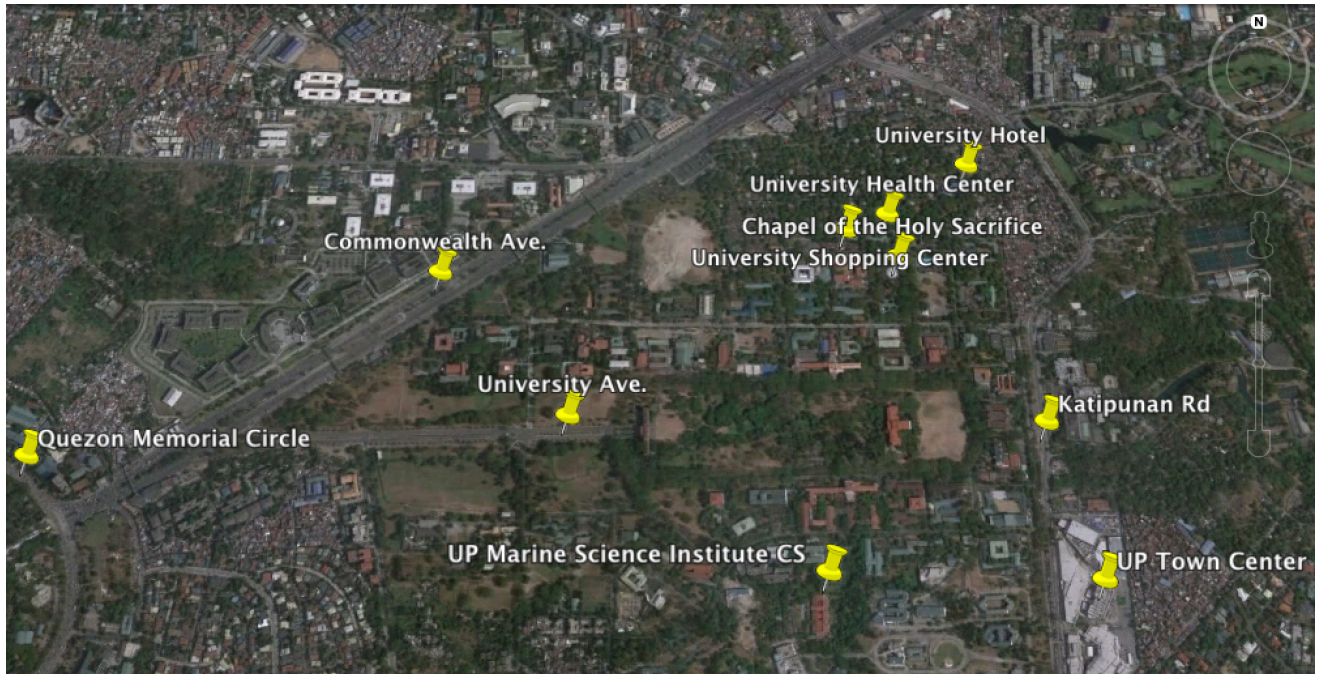 N
University Hotel
University Health Center
Chapel of the Holy Sacrifice
Commonwealth Ave.
University Shopping Center
University Ave.
Katipunan Rd
Quezon Memorial Circle
UP Marine Science Institute CS
UP Town Center